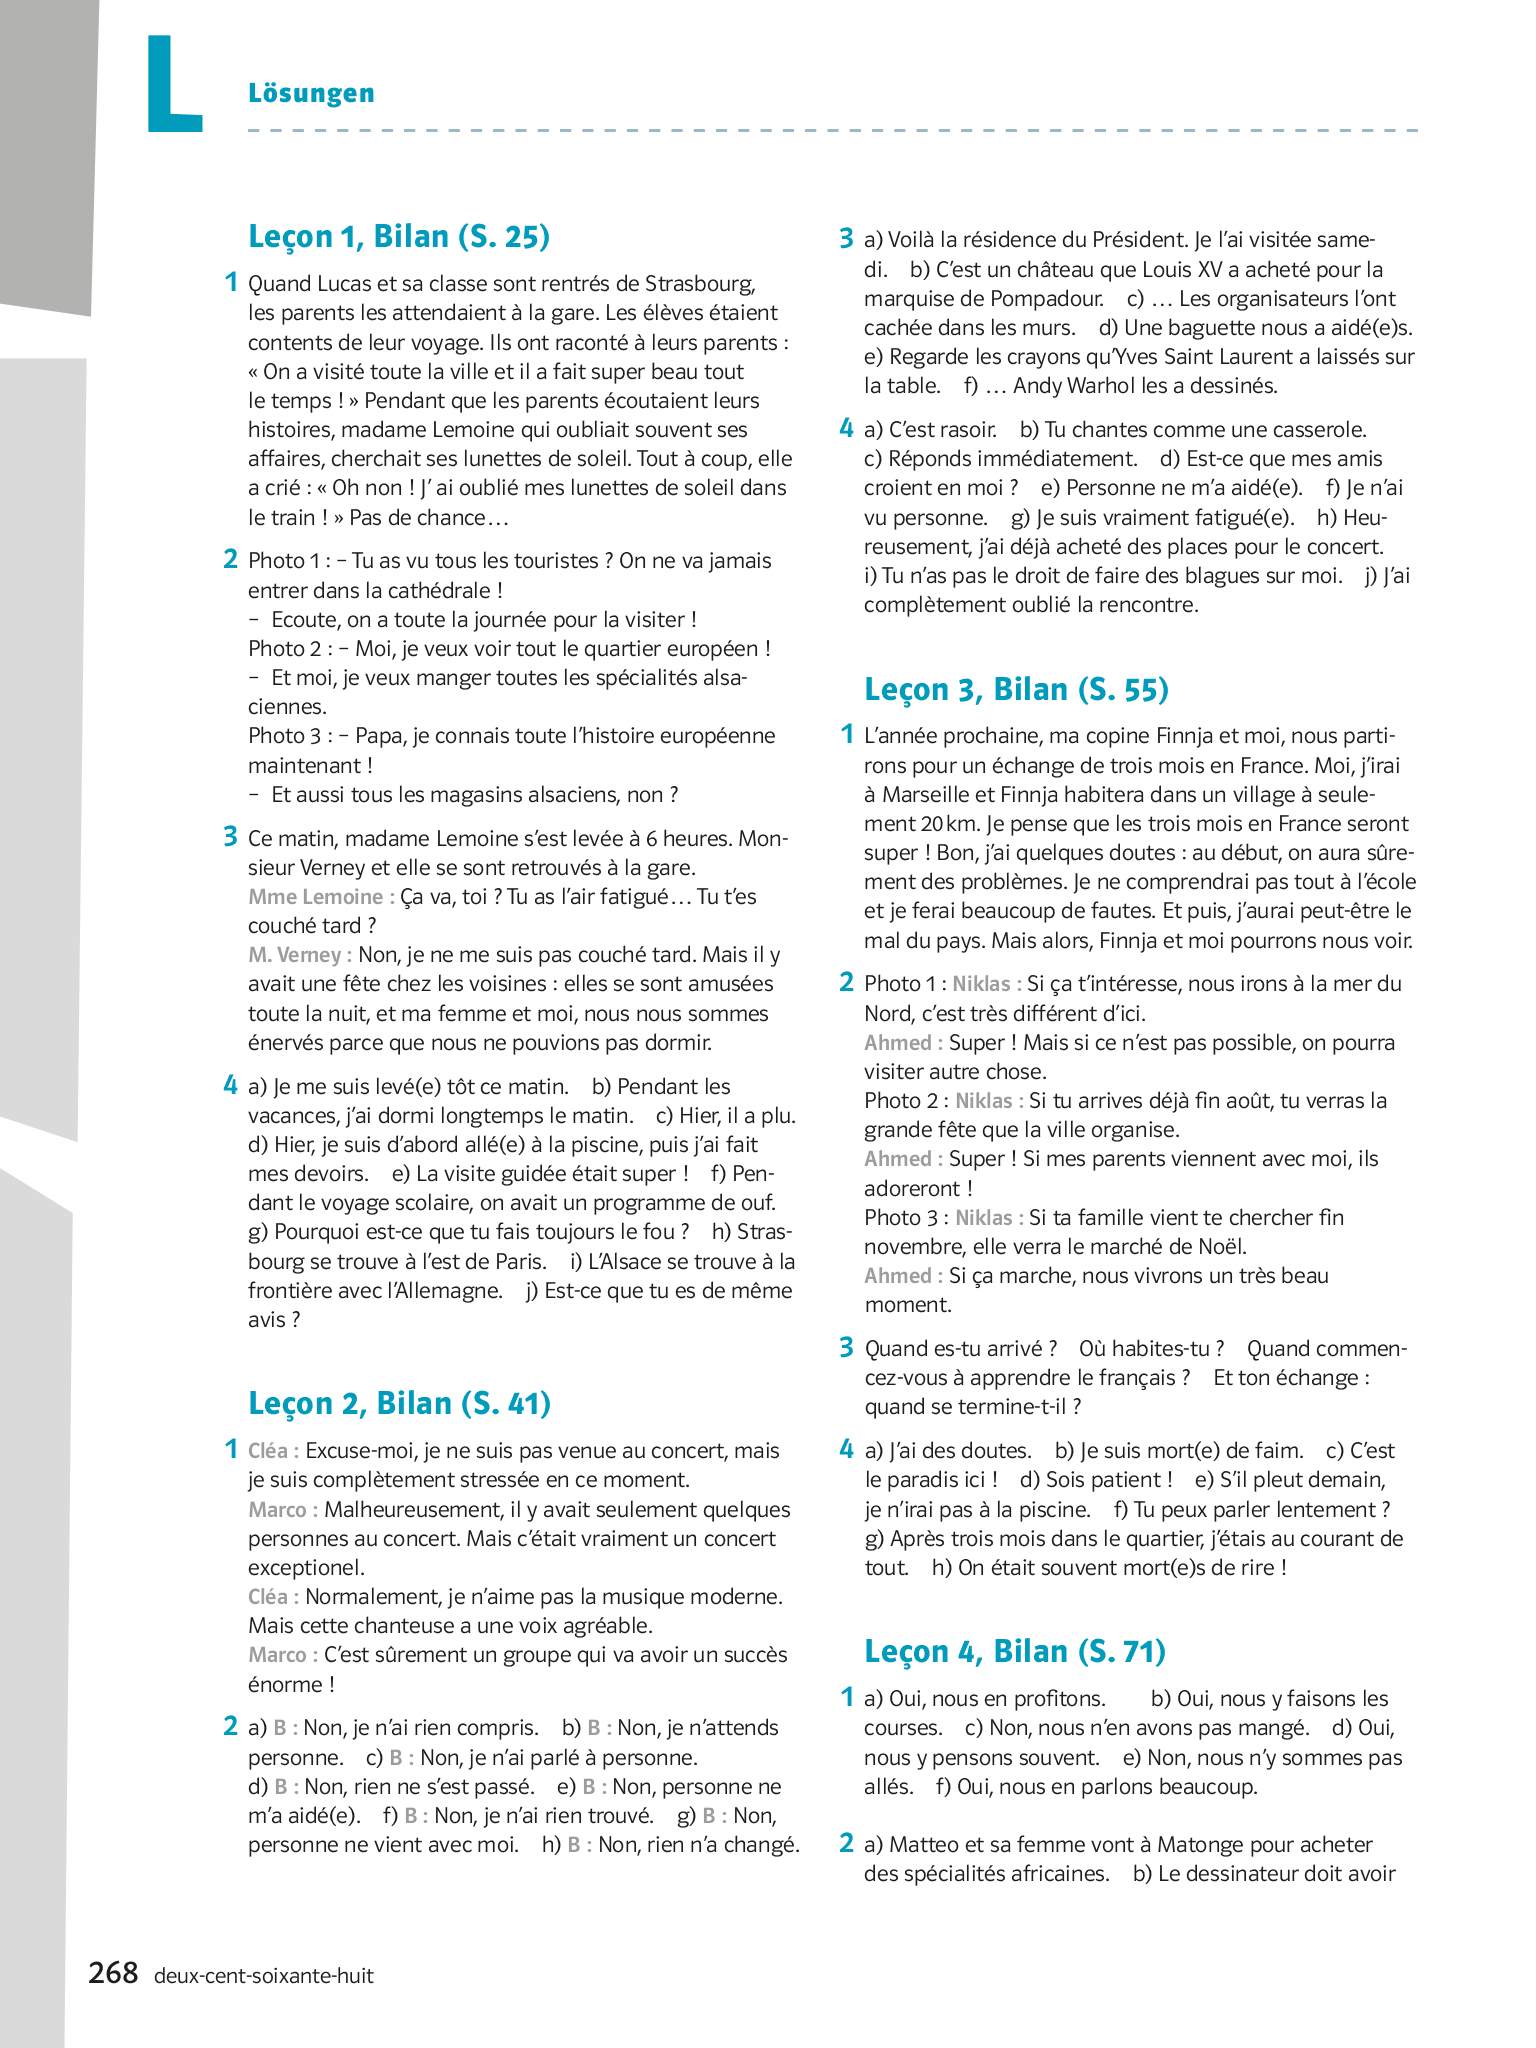 L
Lösungen
Leçon 1, Bilan (S. 25)
1 Quand Lucas et sa classe sont rentrés de Strasbourg,
les parents les attendaient à la gare. Les élèves étaient
contents de leur voyage. Ils ont raconté à leurs parents :
« On a visité toute la ville et il a fait super beau tout
le temps ! » Pendant que les parents écoutaient leurs
histoires, madame Lemoine qui oubliait souvent ses
affaires, cherchait ses lunettes de soleil. Tout à coup, elle
a crié : « Oh non ! J’ ai oublié mes lunettes de soleil dans
le train ! » Pas de chance…
2 Photo 1 : – Tu as vu tous les touristes ? On ne va jamais
entrer dans la cathédrale !
– Ecoute, on a toute la journée pour la visiter !
Photo 2 : – Moi, je veux voir tout le quartier européen !
– Et moi, je veux manger toutes les spécialités alsa-
ciennes.
Photo 3 : – Papa, je connais toute l’histoire européenne
maintenant !
– Et aussi tous les magasins alsaciens, non ?
3 Ce matin, madame Lemoine s’est levée à 6 heures. Mon-
sieur Verney et elle se sont retrouvés à la gare.
Mme Lemoine : Ça va, toi ? Tu as l’air fatigué… Tu t’es
couché tard ?
M. Verney : Non, je ne me suis pas couché tard. Mais il y
avait une fête chez les voisines : elles se sont amusées
toute la nuit, et ma femme et moi, nous nous sommes
énervés parce que nous ne pouvions pas dormir.
4 a) Je me suis levé(e) tôt ce matin. b) Pendant les
vacances, j’ai dormi longtemps le matin. c) Hier, il a plu.
d) Hier, je suis d’abord allé(e) à la piscine, puis j’ai fait
mes devoirs. e) La visite guidée était super ! f) Pen-
dant le voyage scolaire, on avait un programme de ouf.
g) Pourquoi est-ce que tu fais toujours le fou ? h) Stras-
bourg se trouve à l’est de Paris. i) L’Alsace se trouve à la
frontière avec l’Allemagne. j) Est-ce que tu es de même
avis ?
Leçon 2, Bilan (S. 41)
1 Cléa : Excuse-moi, je ne suis pas venue au concert, mais
je suis complètement stressée en ce moment.
Marco : Malheureusement, il y avait seulement quelques
personnes au concert. Mais c’était vraiment un concert
exceptionel.
Cléa : Normalement, je n’aime pas la musique moderne.
Mais cette chanteuse a une voix agréable.
Marco : C’est sûrement un groupe qui va avoir un succès
énorme !
2 a) B : Non, je n’ai rien compris. b) B : Non, je n’attends
personne. c) B : Non, je n’ai parlé à personne.
d) B : Non, rien ne s’est passé. e) B : Non, personne ne
m’a aidé(e). f) B : Non, je n’ai rien trouvé. g) B : Non,
personne ne vient avec moi. h) B : Non, rien n’a changé.
3 a) Voilà la résidence du Président. Je l’ai visitée same-
di. b) C’est un château que Louis XV a acheté pour la
marquise de Pompadour. c) … Les organisateurs l’ont
cachée dans les murs. d) Une baguette nous a aidé(e)s.
e) Regarde les crayons qu’Yves Saint Laurent a laissés sur
la table. f) … Andy Warhol les a dessinés.
4 a) C’est rasoir. b) Tu chantes comme une casserole.
c) Réponds immédiatement. d) Est-ce que mes amis
croient en moi ? e) Personne ne m’a aidé(e). f) Je n’ai
vu personne. g) Je suis vraiment fatigué(e). h) Heu-
reusement, j’ai déjà acheté des places pour le concert.
i) Tu n’as pas le droit de faire des blagues sur moi. j) J’ai
complètement oublié la rencontre.
Leçon 3, Bilan (S. 55)
1 L’année prochaine, ma copine Finnja et moi, nous parti-
rons pour un échange de trois mois en France. Moi, j’irai
à Marseille et Finnja habitera dans un village à seule-
ment 20 km. Je pense que les trois mois en France seront
super ! Bon, j’ai quelques doutes : au début, on aura sûre-
ment des problèmes. Je ne comprendrai pas tout à l’école
et je ferai beaucoup de fautes. Et puis, j’aurai peut-être le
mal du pays. Mais alors, Finnja et moi pourrons nous voir.
2 Photo 1 : Niklas : Si ça t’intéresse, nous irons à la mer du
Nord, c’est très différent d’ici.
Ahmed : Super ! Mais si ce n’est pas possible, on pourra
visiter autre chose.
Photo 2 : Niklas : Si tu arrives déjà fin août, tu verras la
grande fête que la ville organise.
Ahmed : Super ! Si mes parents viennent avec moi, ils
adoreront !
Photo 3 : Niklas : Si ta famille vient te chercher fin
novembre, elle verra le marché de Noël.
Ahmed : Si ça marche, nous vivrons un très beau
moment.
3 Quand es-tu arrivé ? Où habites-tu ? Quand commen-
cez-vous à apprendre le français ? Et ton échange :
quand se termine-t-il ?
4 a) J’ai des doutes. b) Je suis mort(e) de faim. c) C’est
le paradis ici ! d) Sois patient ! e) S’il pleut demain,
je n’irai pas à la piscine. f) Tu peux parler lentement ?
g) Après trois mois dans le quartier, j’étais au courant de
tout. h) On était souvent mort(e)s de rire !
Leçon 4, Bilan (S. 71)
1 a) Oui, nous en profitons. b) Oui, nous y faisons les
courses. c) Non, nous n’en avons pas mangé. d) Oui,
nous y pensons souvent. e) Non, nous n’y sommes pas
allés. f) Oui, nous en parlons beaucoup.
2 a) Matteo et sa femme vont à Matonge pour acheter
des spécialités africaines. b) Le dessinateur doit avoir
268 deux-cent-soixante-huit